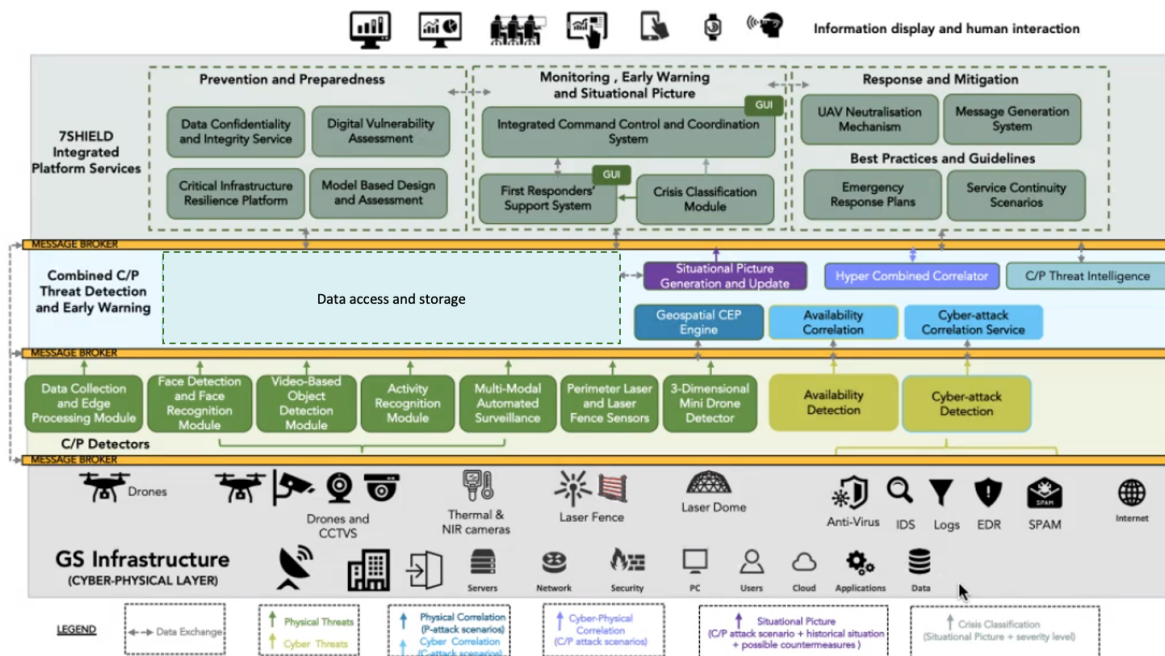 Information display and human interaction
7SHIELD
Integrated
Platform Services
Prevention and Preparedness
Data Confidentiality
and Integrity Service
Digital Vulnerability
Assessment
Critical Infrastructure
Resilience Platform
Model Based Design
and Assessment
Monitoring , Early Warning
and Situational Picture
GUI
Integrated Command Control and Coordination
System
GUI
First Responders'
Support System
Crisis Classification
Module
Response and Mitigation
UAV Neutralisation
Mechanism
Message Generation
System
Best Practices and Guidelines
Emergency
Response Plans
Service Continuity
Scenarios
MESSAGE BROKER
Combined C/P
Threat Detection
and Early Warning
Data access and storage
Situational Picture
Generation and Update
Hyper Combined Correlator
C/P Threat Intelligence
Geospatial CEP
Engine
Availability
Correlation
Cyber-attack
Correlation Service
MESSAGE BROKER
Data Collection
and Edge
Processing Module
Face Detection
and Face
Recognition
Module
Video-Based
Object
Detection
Module
Activity
Recognition
Module
Multi-Modal
Automated
Surveillance
Perimeter Laser
and Laser
Fence Sensors
3-Dimensional
Mini Drone
Detector
Availability
Detection
Cyber-attack
Detection
C/P Detectors
MESSAGE BROKER
Drones
Drones and
CCTVS
Thermal &
NIR cameras
Laser Fence
Laser Dome
Anti-Virus
IDS
Logs
EDR
SPAM
SPAM
Internet
GS Infrastructure
(CYBER-PHYSICAL LAYER)
Servers
Network
Security
PC
Users
Cloud
Applications
Data
LEGEND
Data Exchange
Physical Threats
Cyber Threats
Physical Correlation
(P-attack scenarios)
Cyber Correlation
(C-attack scenarios)
Cyber-Physical
Correlation
(C/P attack scenarios)
Situational Picture
(C/P attack scenario + historical situation
+ possible countermeasures )
Crisis Classification
(Situational Picture + severity level)